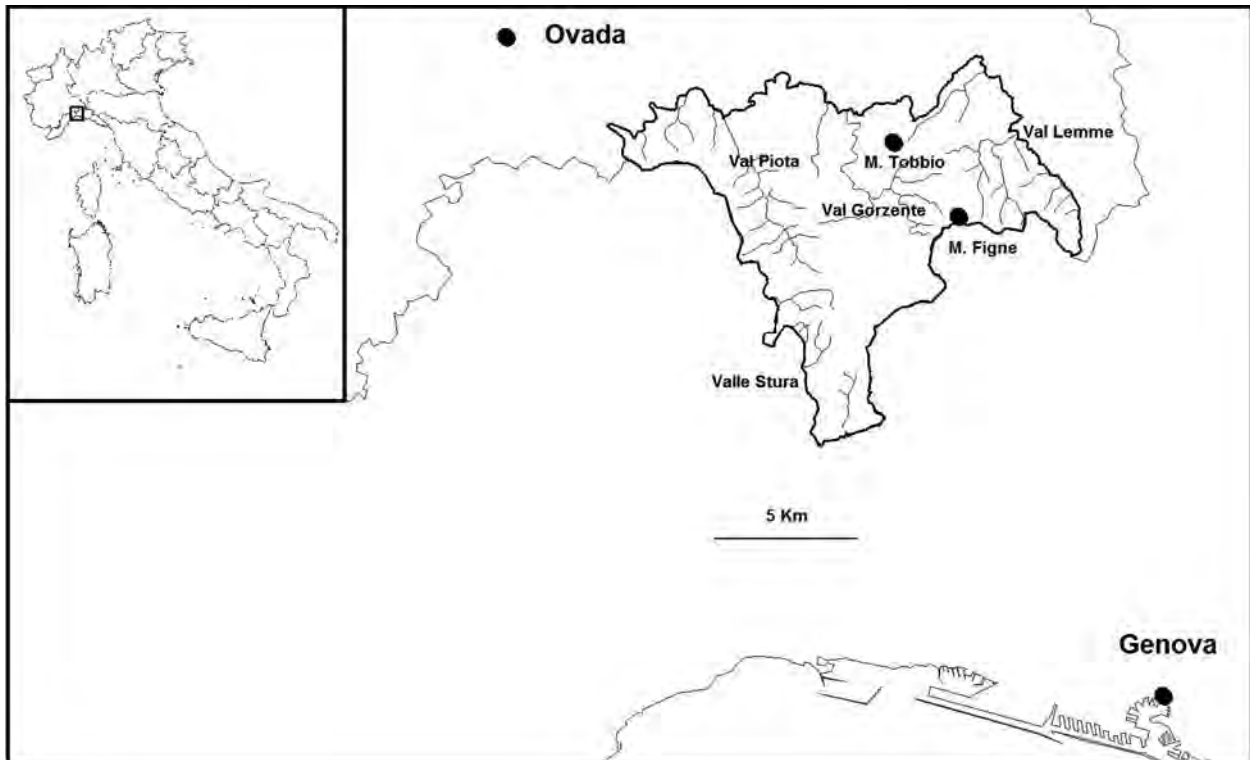 Ovada
Val Lemme
Val Piota
M. Tobbio
Val Gorzente
M. Figne
Valle Stura
5 Km
Genova